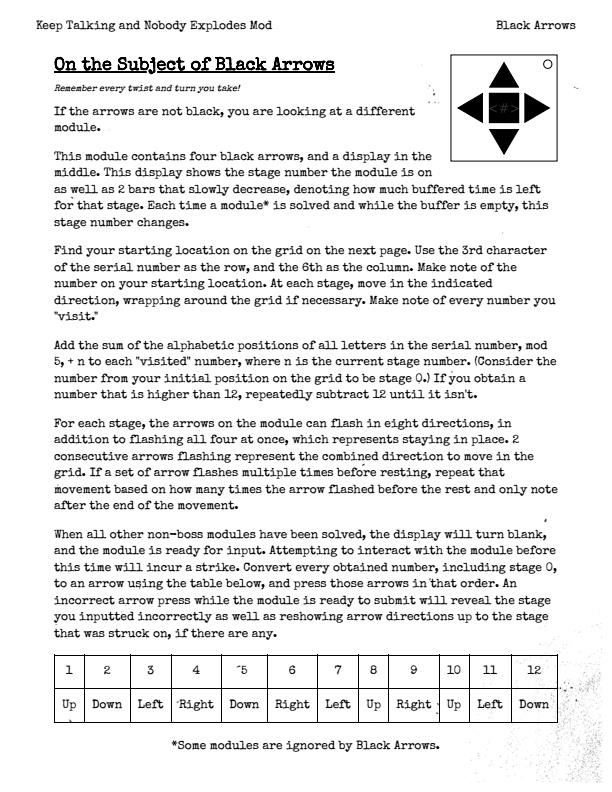 Keep Talking and Nobody Explodes Mod Black Arrows
On the Subject of Black Arrows
Remember every twist and turn you take!
If the arrows are not black, you are looking at a different
module.
<#>
This module contains four black arrows, and a display in the
middle. This display shows the stage number the module is on
as well as 2 bars that slowly decrease, denoting how much buffered time is left
for that stage. Each time a module* is solved and while the buffer is empty, this
stage number changes.
Find your starting location on the grid on the next page. Use the 3rd character
of the serial number as the row, and the 6th as the column. Make note of the
number on your starting location. At each stage, move in the indicated
direction, wrapping around the grid if necessary. Make note of every number you
"visit."
Add the sum of the alphabetic positions of all letters in the serial number, mod
5, + n to each "visited" number, where n is the current stage number. (Consider the
number from your initial position on the grid to be stage 0.) If you obtain a
number that is higher than 12, repeatedly subtract 12 until it isn't.
For each stage, the arrows on the module can flash in eight directions, in
addition to flashing all four at once, which represents staying in place. 2
consecutive arrows flashing represent the combined direction to move in the
grid. If a set of arrow flashes multiple times before resting, repeat that
movement based on how many times the arrow flashed before the rest and only note
after the end of the movement.
When all other non-boss modules have been solved, the display will turn blank,
and the module is ready for input. Attempting to interact with the module before
this time will incur a strike. Convert every obtained number, including stage 0,
to an arrow using the table below, and press those arrows in that order. An
incorrect arrow press while the module is ready to submit will reveal the stage
you inputted incorrectly as well as reshowing arrow directions up to the stage
that was struck on, if there are any.
1 2 3 4 5 6 7 8 9 10 11 12
Up Down Left Right Down Right Left Up Right Up Left Down
*Some modules are ignored by Black Arrows.